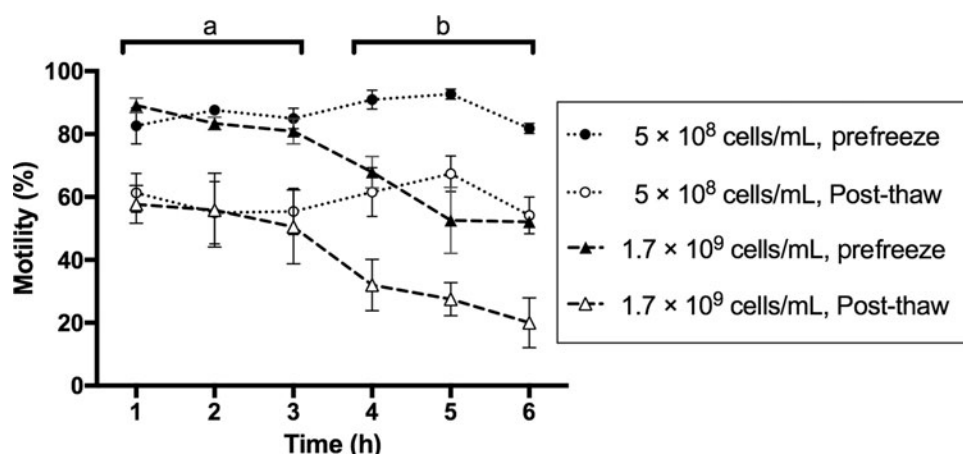 a
b
100
80
60
40
20
0
Motility (%)
1 2 3 4 5 6
Time (h)
5 × 10⁸ cells/mL, prefreeze
5 × 10⁸ cells/mL, Post-thaw
1.7 × 10⁹ cells/mL, prefreeze
1.7 × 10⁹ cells/mL, Post-thaw